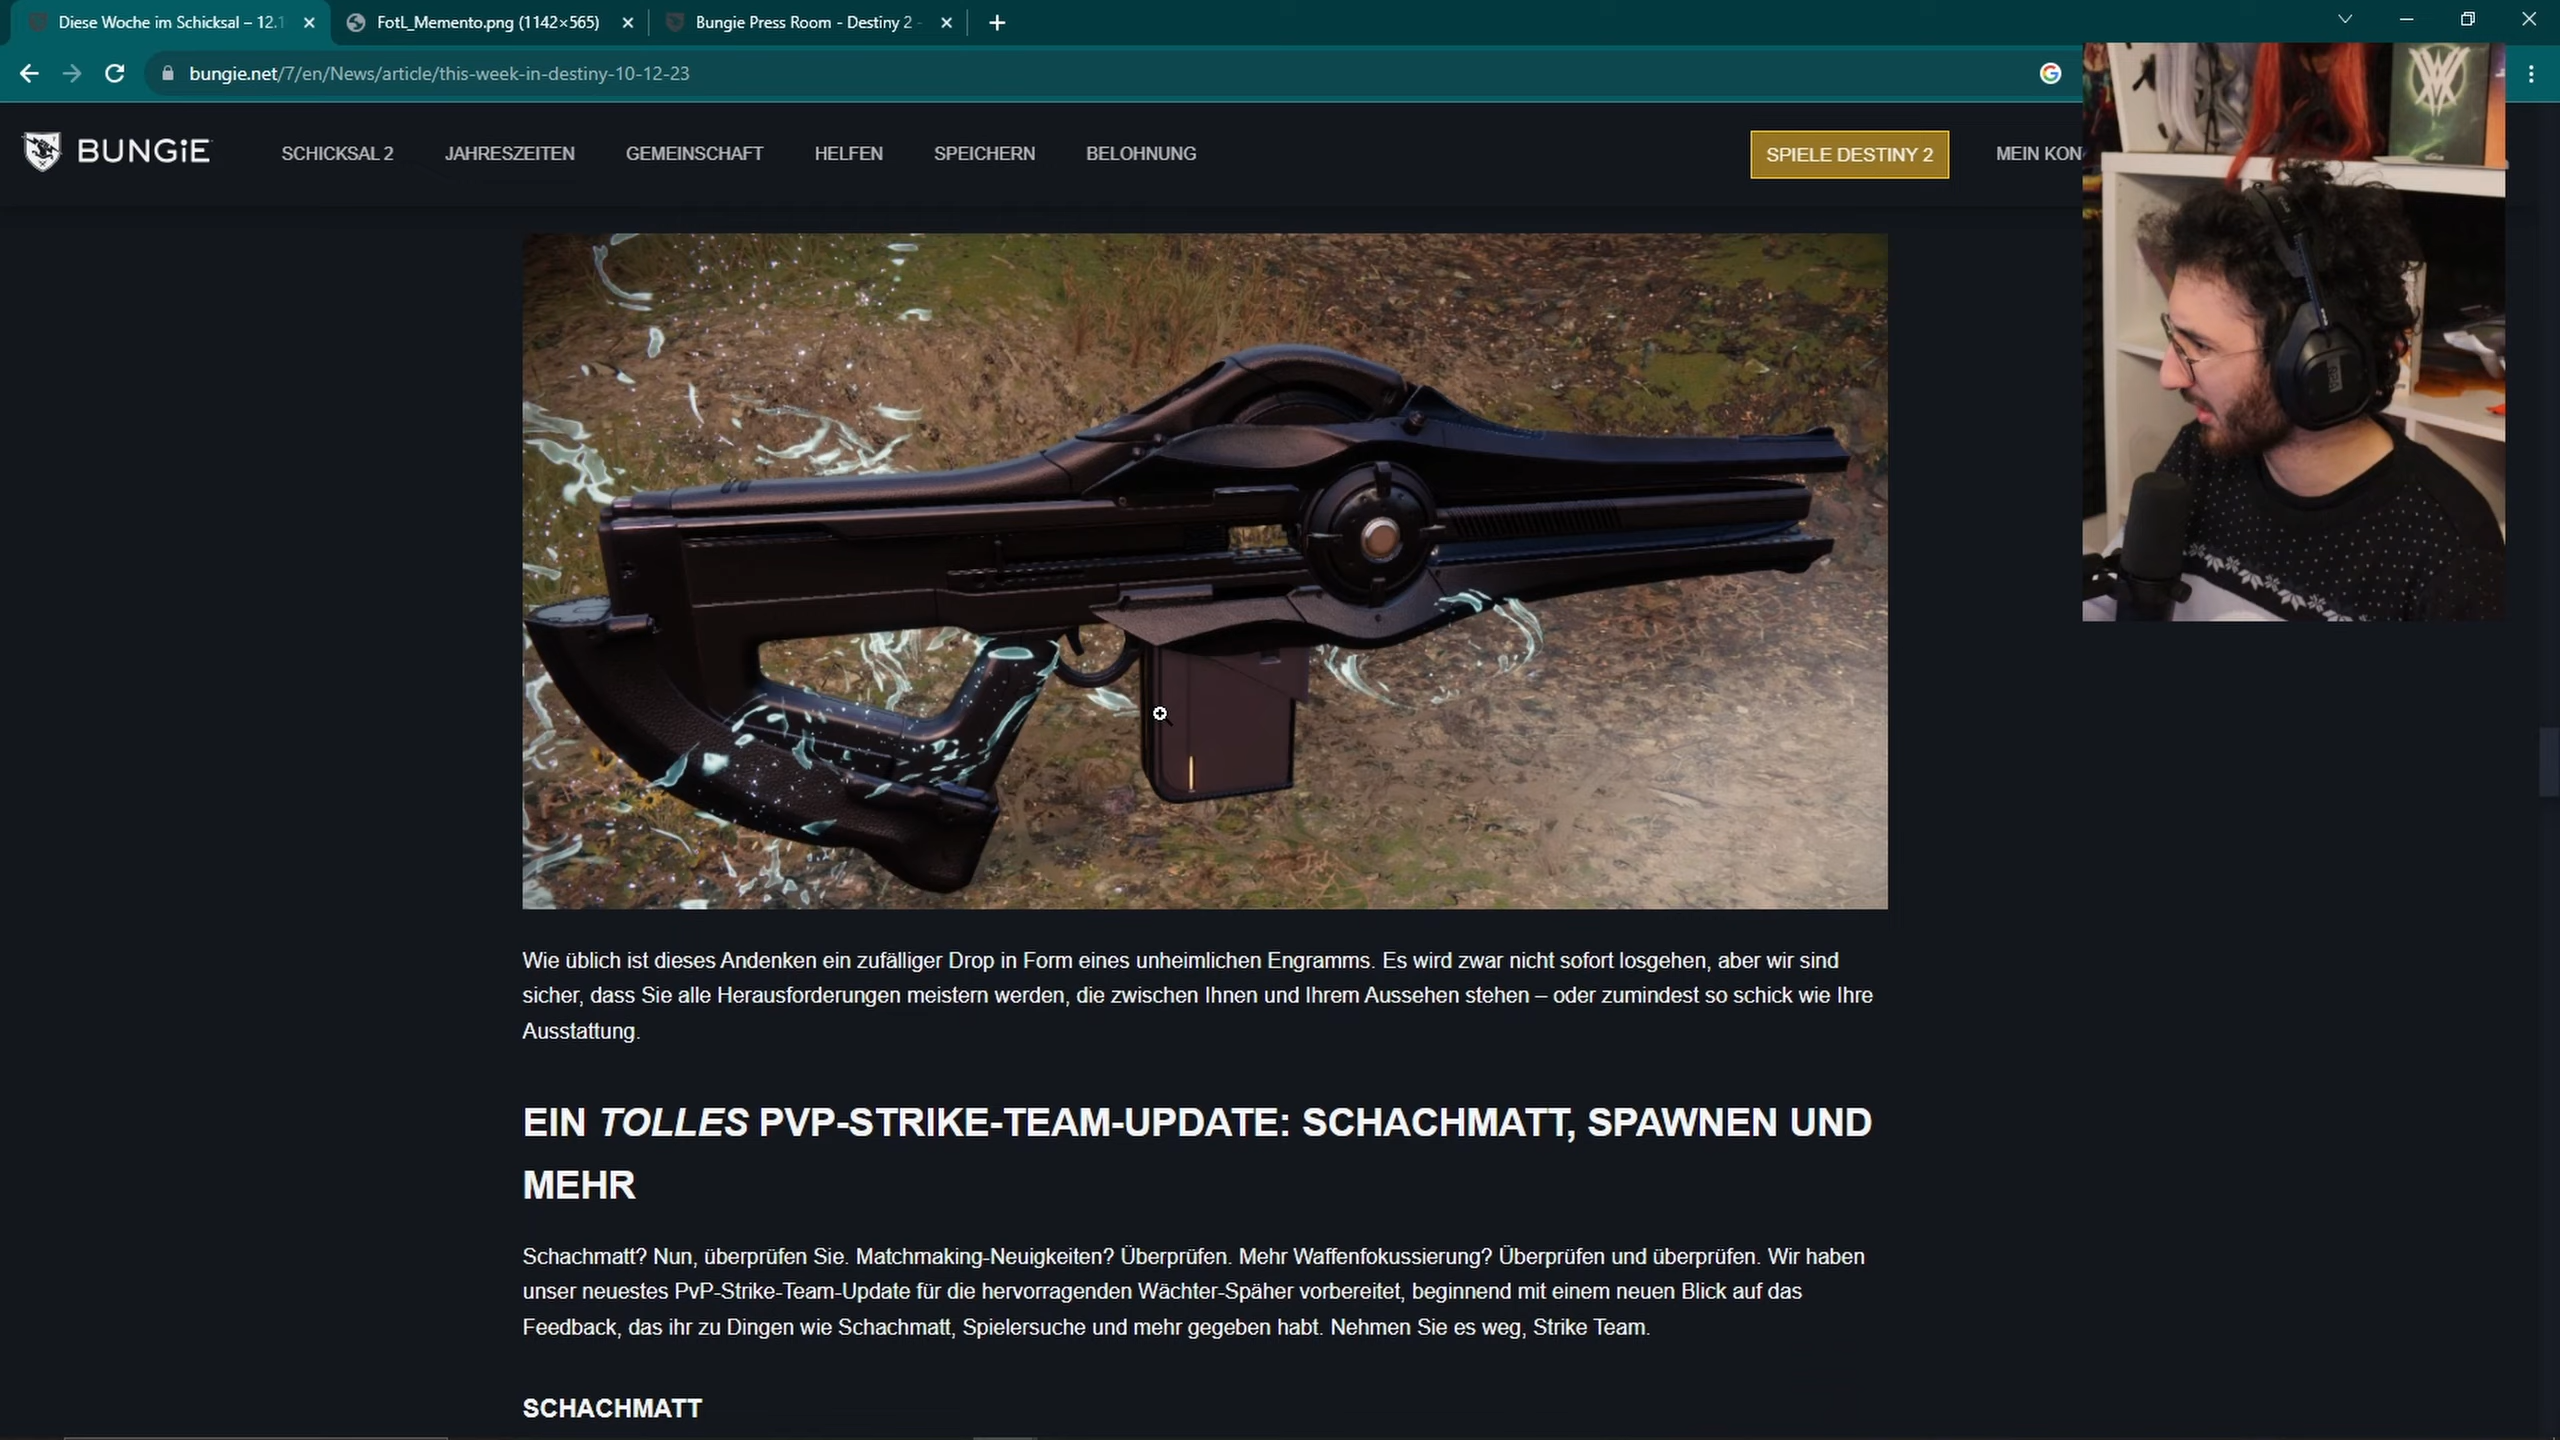 Diese Woche im Schicksal – 12.1
FotL_Memento.png (1142×565)
Bungie Press Room - Destiny 2 -
bungie.net/7/en/News/article/this-week-in-destiny-10-12-23
BUNGiE
SCHICKSAL 2
JAHRESZEITEN
GEMEINSCHAFT
HELFEN
SPEICHERN
BELOHNUNG
SPIELE DESTINY 2
MEIN KON
Wie üblich ist dieses Andenken ein zufälliger Drop in Form eines unheimlichen Engramms. Es wird zwar nicht sofort losgehen, aber wir sind
sicher, dass Sie alle Herausforderungen meistern werden, die zwischen Ihnen und Ihrem Aussehen stehen – oder zumindest so schick wie Ihre
Ausstattung.
EIN TOLLES PVP-STRIKE-TEAM-UPDATE: SCHACHMATT, SPAWNEN UND
MEHR
Schachmatt? Nun, überprüfen Sie. Matchmaking-Neuigkeiten? Überprüfen. Mehr Waffenfokussierung? Überprüfen und überprüfen. Wir haben
unser neuestes PvP-Strike-Team-Update für die hervorragenden Wächter-Späher vorbereitet, beginnend mit einem neuen Blick auf das
Feedback, das ihr zu Dingen wie Schachmatt, Spielersuche und mehr gegeben habt. Nehmen Sie es weg, Strike Team.
SCHACHMATT